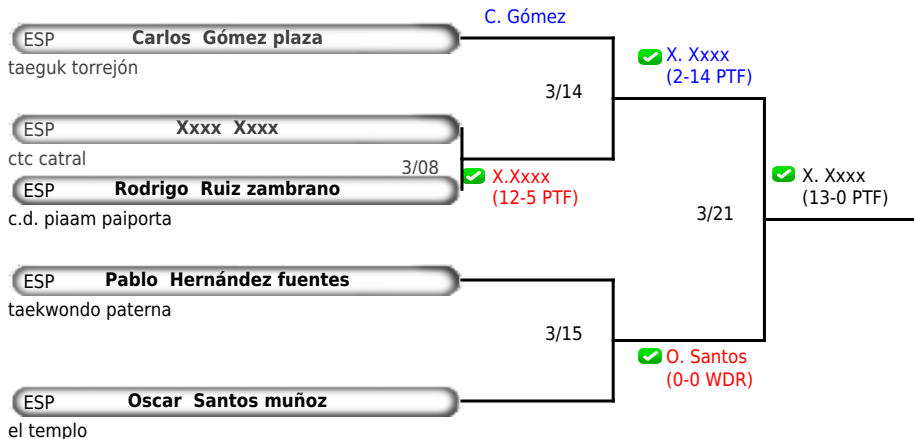 C. Gómez
ESP Carlos Gómez plaza
taeguk torrejón
X. Xxxx
(2-14 PTF)
3/14
ESP Xxxx Xxxx
ctc catral
3/08
X.Xxxx
(12-5 PTF)
ESP Rodrigo Ruiz zambrano
c.d. piaam paiporta
X. Xxxx
(13-0 PTF)
3/21
ESP Pablo Hernández fuentes
taekwondo paterna
3/15
O. Santos
(0-0 WDR)
ESP Oscar Santos muñoz
el templo